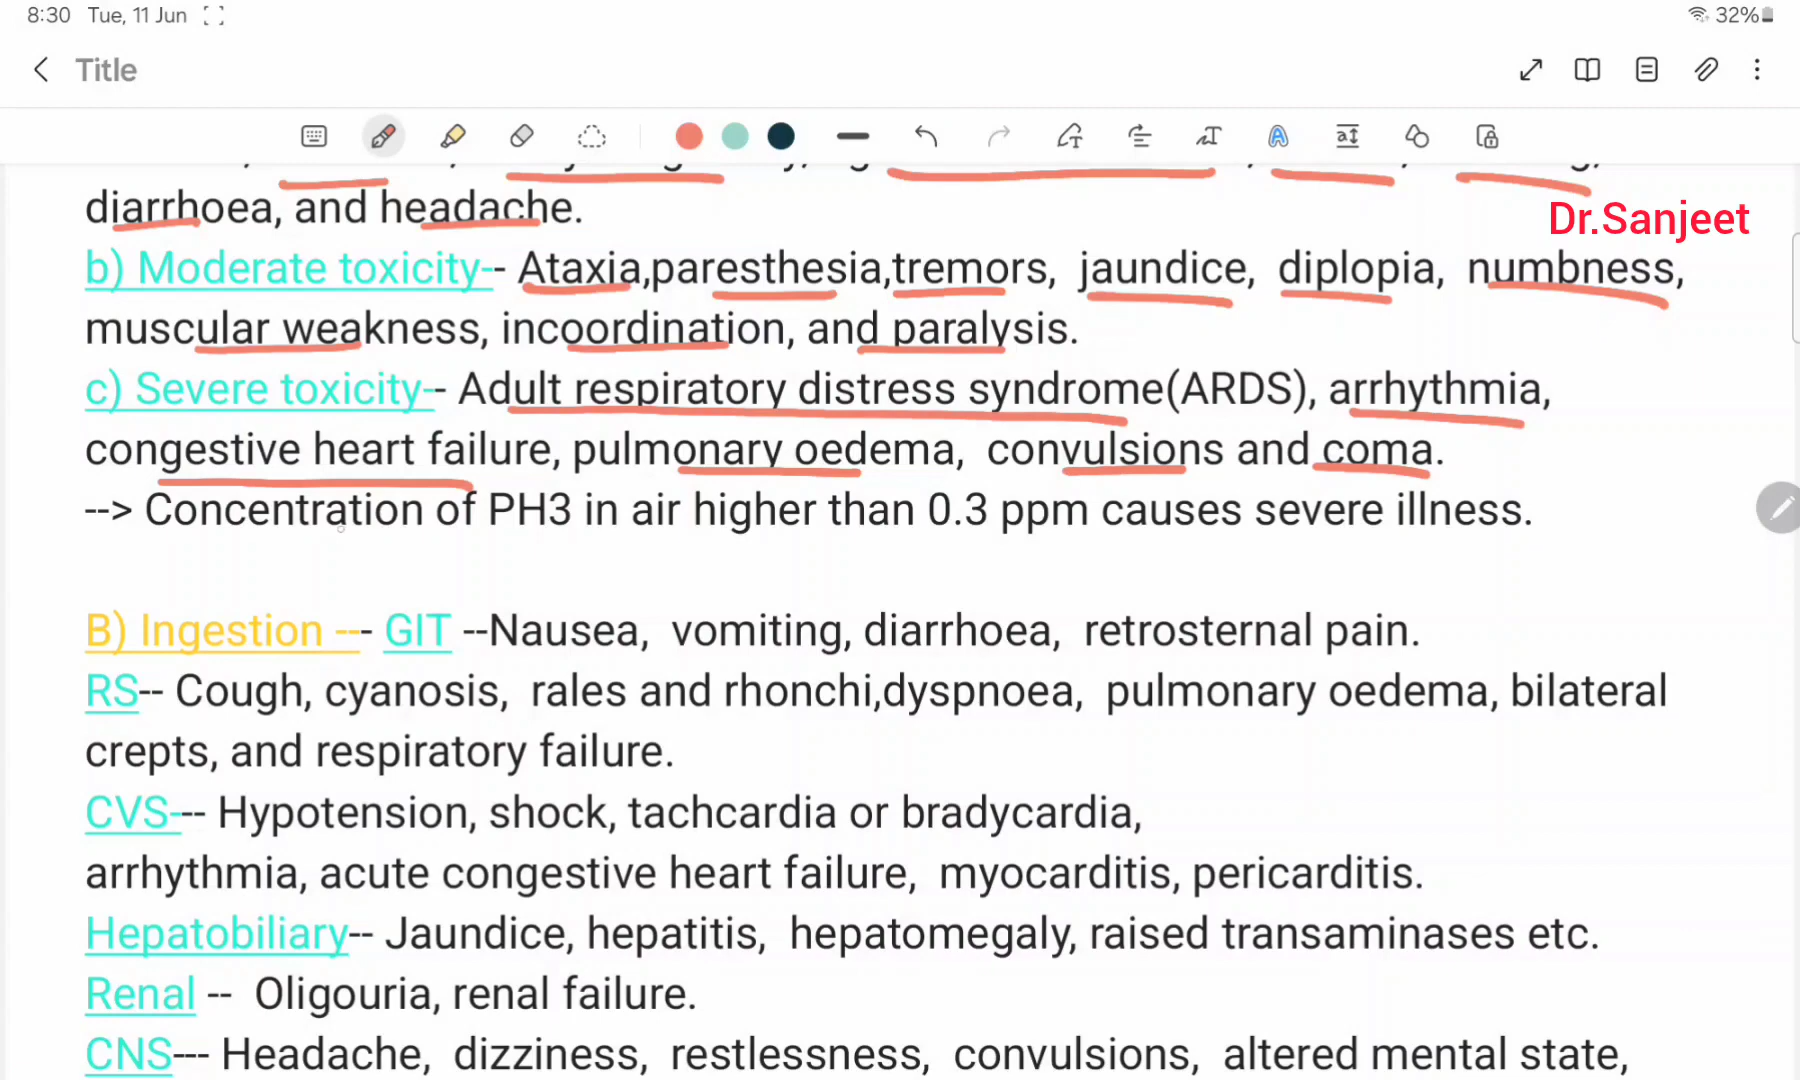 8:30 Tue, 11 Jun
32%
Title
diarrhoea, and headache.
Dr.Sanjeet
b) Moderate toxicity-- Ataxia,paresthesia,tremors, jaundice, diplopia, numbness,
muscular weakness, incoordination, and paralysis.
c) Severe toxicity-- Adult respiratory distress syndrome(ARDS), arrhythmia,
congestive heart failure, pulmonary oedema, convulsions and coma.
--> Concentration of PH3 in air higher than 0.3 ppm causes severe illness.
B) Ingestion --- GIT --Nausea, vomiting, diarrhoea, retrosternal pain.
RS-- Cough, cyanosis, rales and rhonchi,dyspnoea, pulmonary oedema, bilateral
crepts, and respiratory failure.
CVS--- Hypotension, shock, tachcardia or bradycardia,
arrhythmia, acute congestive heart failure, myocarditis, pericarditis.
Hepatobiliary-- Jaundice, hepatitis, hepatomegaly, raised transaminases etc.
Renal -- Oligouria, renal failure.
CNS--- Headache, dizziness, restlessness, convulsions, altered mental state,